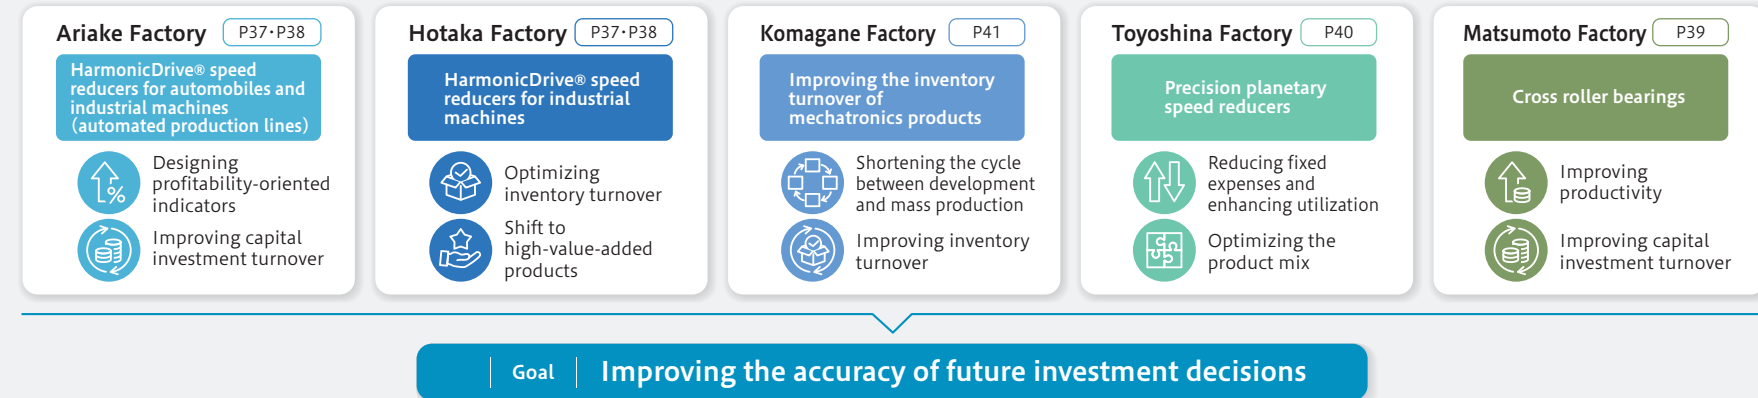 Ariake Factory P37・P38
HarmonicDrive® speed
reducers for automobiles and
industrial machines
(automated production lines)
%
Designing
profitability-oriented
indicators
Improving capital
investment turnover
Hotaka Factory P37・P38
HarmonicDrive® speed
reducers for industrial
machines
Optimizing
inventory turnover
Shift to
high-value-added
products
Komagane Factory P41
Improving the inventory
turnover of
mechatronics products
Shortening the cycle
between development
and mass production
Improving inventory
turnover
Toyoshina Factory P40
Precision planetary
speed reducers
Reducing fixed
expenses and
enhancing utilization
Optimizing the
product mix
Matsumoto Factory P39
Cross roller bearings
Improving
productivity
Improving capital
investment turnover
Goal Improving the accuracy of future investment decisions